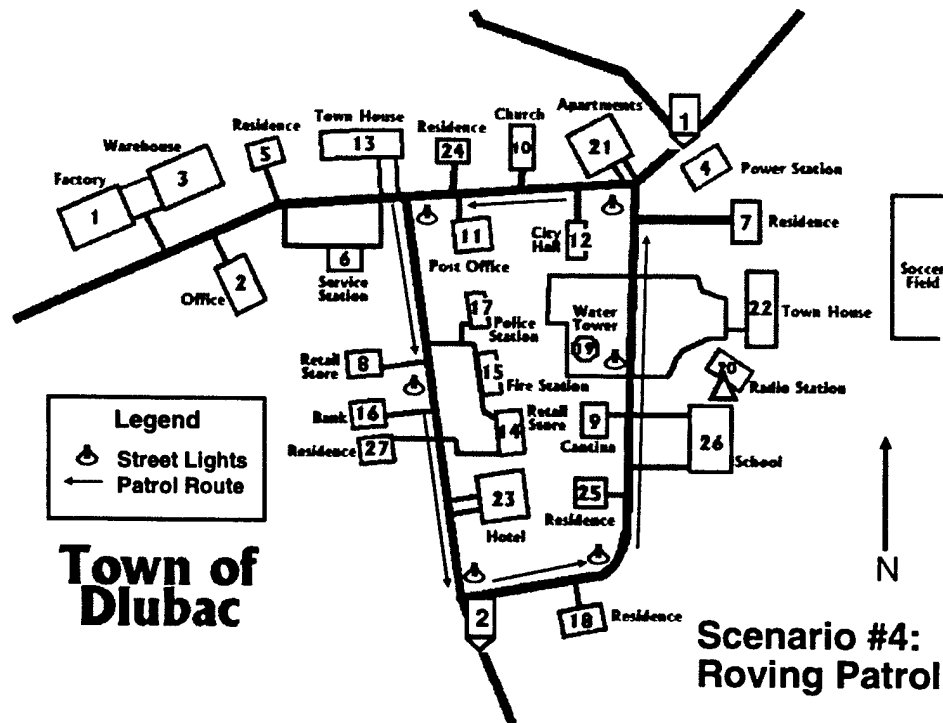 Church
10
Apartments
21
1
Town House
13
Residence
24
Residence
5
Warehouse
3
Factory
1
4
Power Station
7
Residence
11
Post Office
City
Hall
12
2
Office
6
Service
Station
Soccer
Field
22
Town House
17
Police
Station
Water
Tower
19
20
Radio Station
Retail
Store
8
15
Fire Station
Bank
16
Retail
Store
14
9
Cantina
26
School
Residence
27
23
Hotel
25
Residence
Legend
Street Lights
Patrol Route
N
Town of
Dlubac
2
18
Residence
Scenario #4:
Roving Patrol